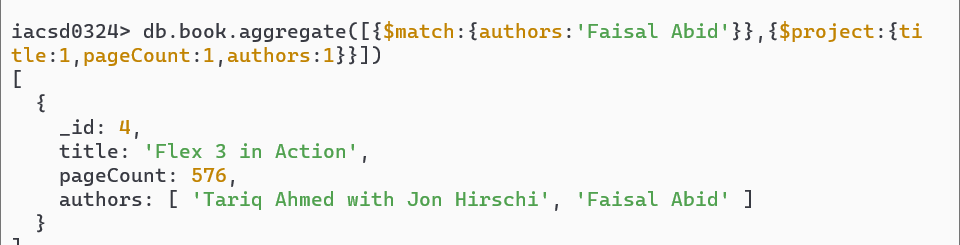 iacsd0324> db.book.aggregate([{$match:{authors:'Faisal Abid'}},{$project:{ti
tle:1,pageCount:1,authors:1}}])
[
  {
    _id: 4,
    title: 'Flex 3 in Action',
    pageCount: 576,
    authors: [ 'Tariq Ahmed with Jon Hirschi', 'Faisal Abid' ]
  }
]